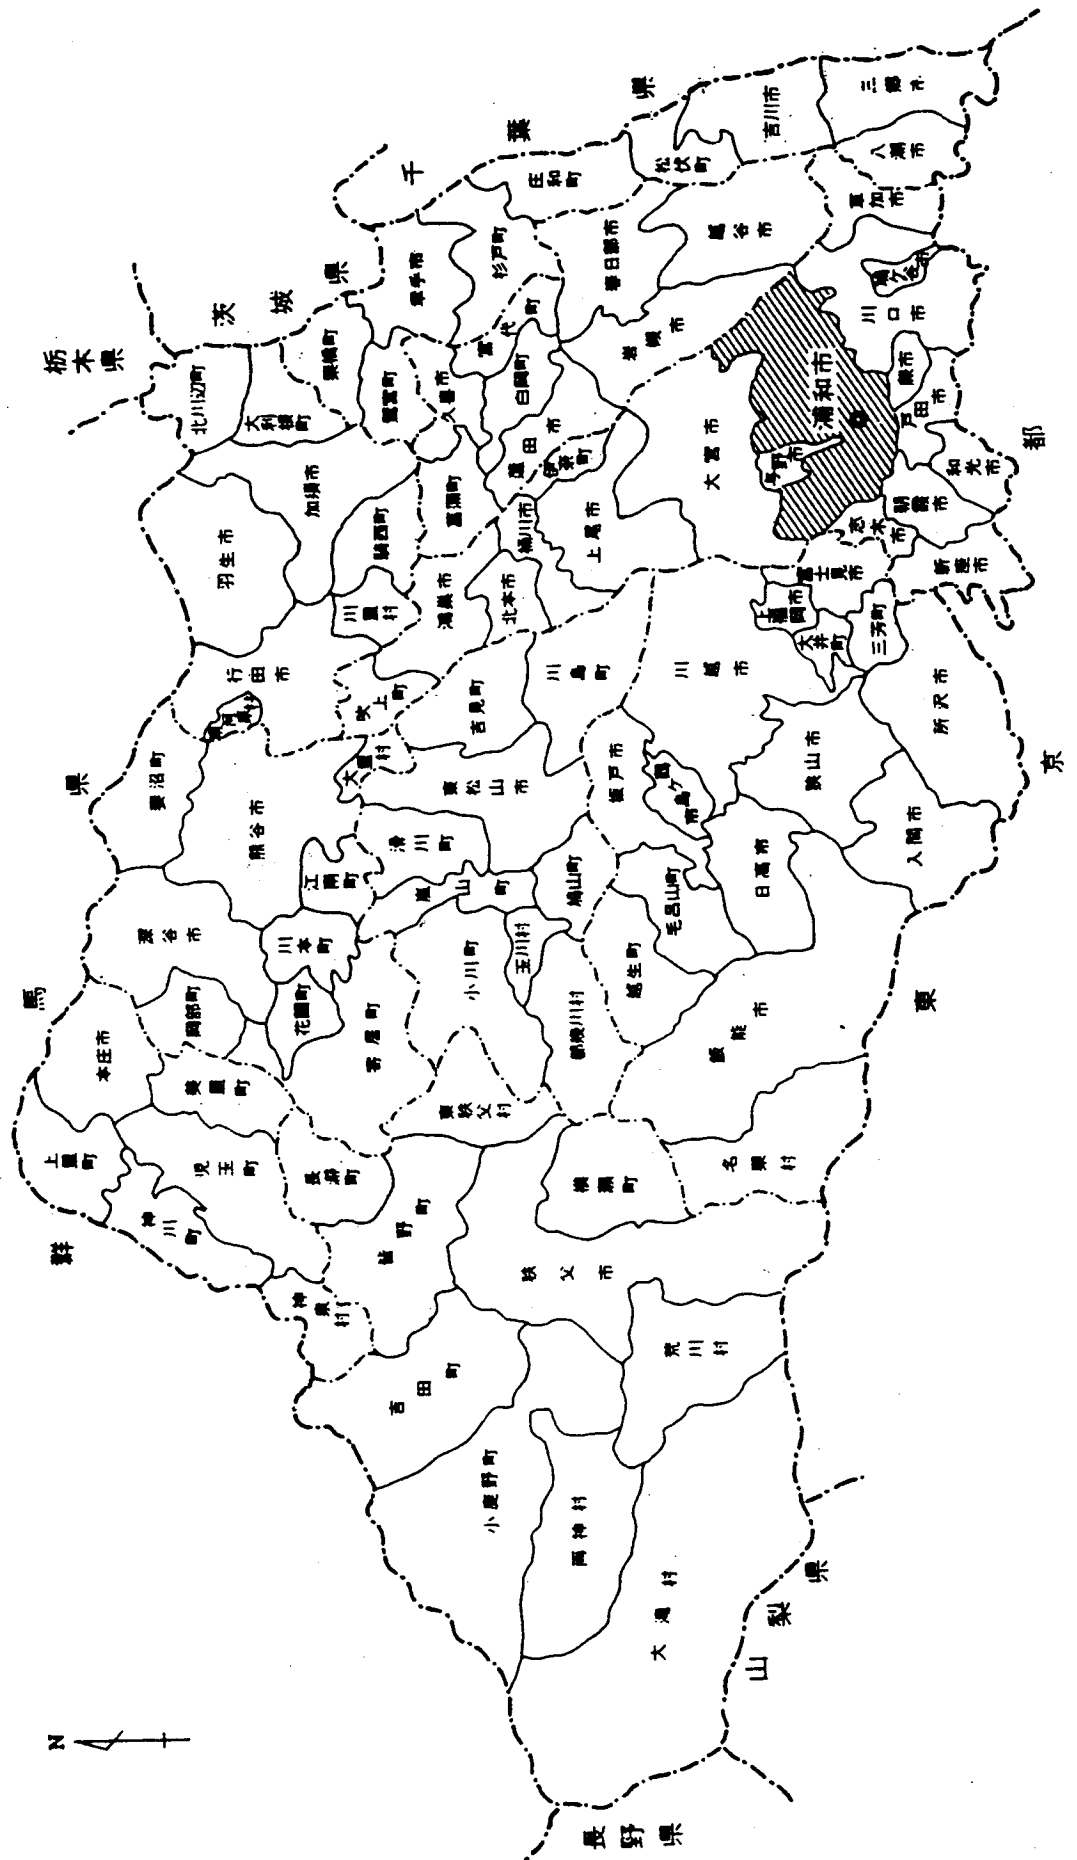 N
長野県
山梨県
群馬県
栃木県
茨城県
千葉県
東京都
大滝村
両神村
小鹿野町
吉田町
荒川村
秩父市
皆野町
長瀞町
横瀬町
名栗村
東秩父村
神泉村
神川町
上里町
児玉町
美里町
本庄市
岡部町
深谷市
花園町
川本町
寄居町
小川町
玉川村
都幾川村
越生町
毛呂山町
鳩山町
嵐山町
滑川町
江南町
熊谷市
妻沼町
大里村
東松山市
吉見町
吹上町
行田市
南河原村
羽生市
加須市
川里村
騎西町
北川辺町
大利根町
栗橋町
鷲宮町
久喜市
幸手市
杉戸町
宮代町
白岡町
菖蒲町
蓮田市
伊奈町
桶川市
北本市
鴻巣市
上尾市
川島町
坂戸市
鶴ヶ島市
川越市
日高市
飯能市
狭山市
入間市
所沢市
三芳町
大井町
上福岡市
富士見市
新座市
志木市
朝霞市
和光市
戸田市
蕨市
川口市
鳩ヶ谷市
浦和市
与野市
大宮市
岩槻市
春日部市
庄和町
松伏町
越谷市
草加市
八潮市
三郷市
吉川市